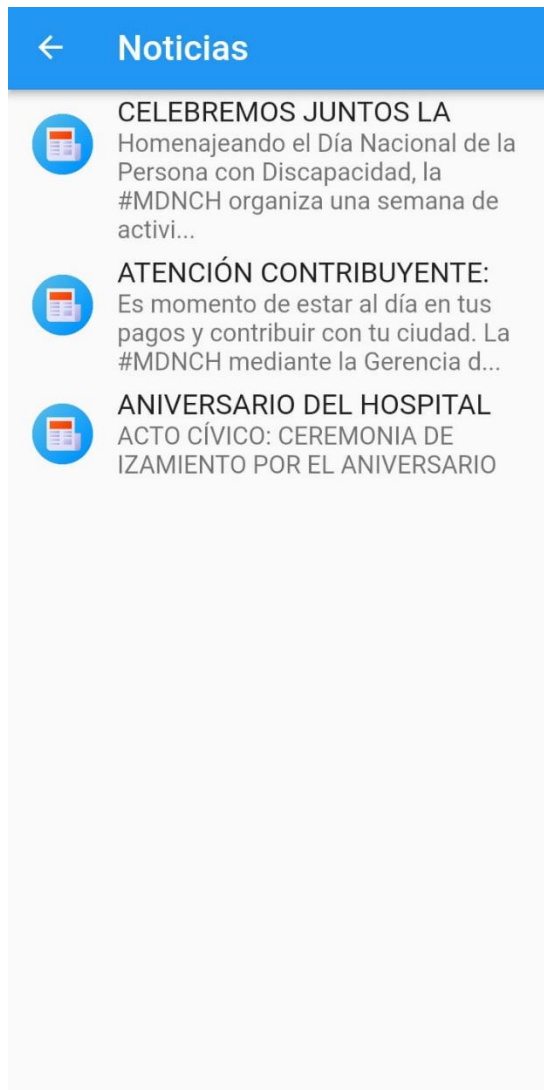 Noticias
CELEBREMOS JUNTOS LA
Homenajeando el Día Nacional de la
Persona con Discapacidad, la
#MDNCH organiza una semana de
activi...
ATENCIÓN CONTRIBUYENTE:
Es momento de estar al día en tus
pagos y contribuir con tu ciudad. La
#MDNCH mediante la Gerencia d...
ANIVERSARIO DEL HOSPITAL
ACTO CÍVICO: CEREMONIA DE
IZAMIENTO POR EL ANIVERSARIO